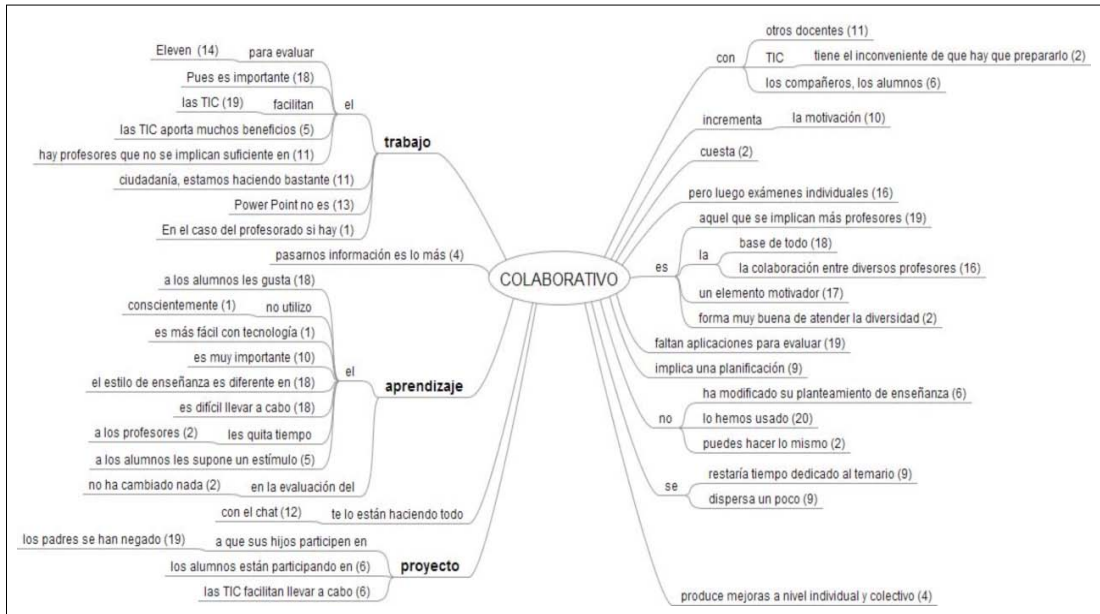 Eleven (14) para evaluar
Pues es importante (18)
las TIC (19) facilitan
el
las TIC aporta muchos beneficios (5)
hay profesores que no se implican suficiente en (11)
trabajo
ciudadanía, estamos haciendo bastante (11)
Power Point no es (13)
En el caso del profesorado si hay (1)
pasarnos información es lo más (4)
a los alumnos les gusta (18)
conscientemente (1) no utilizo
es más fácil con tecnología (1)
es muy importante (10)
el
el estilo de enseñanza es diferente en (18)
aprendizaje
es difícil llevar a cabo (18)
a los profesores (2) les quita tiempo
a los alumnos les supone un estímulo (5)
no ha cambiado nada (2) en la evaluación del
con el chat (12) te lo están haciendo todo
los padres se han negado (19) a que sus hijos participen en
los alumnos están participando en (6)
proyecto
las TIC facilitan llevar a cabo (6)
COLABORATIVO
otros docentes (11)
con
TIC tiene el inconveniente de que hay que prepararlo (2)
los compañeros, los alumnos (6)
incrementa la motivación (10)
cuesta (2)
pero luego exámenes individuales (16)
aquel que se implican más profesores (19)
es
la
base de todo (18)
la colaboración entre diversos profesores (16)
un elemento motivador (17)
forma muy buena de atender la diversidad (2)
faltan aplicaciones para evaluar (19)
implica una planificación (9)
ha modificado su planteamiento de enseñanza (6)
no
lo hemos usado (20)
puedes hacer lo mismo (2)
restaría tiempo dedicado al temario (9)
se
dispersa un poco (9)
produce mejoras a nivel individual y colectivo (4)